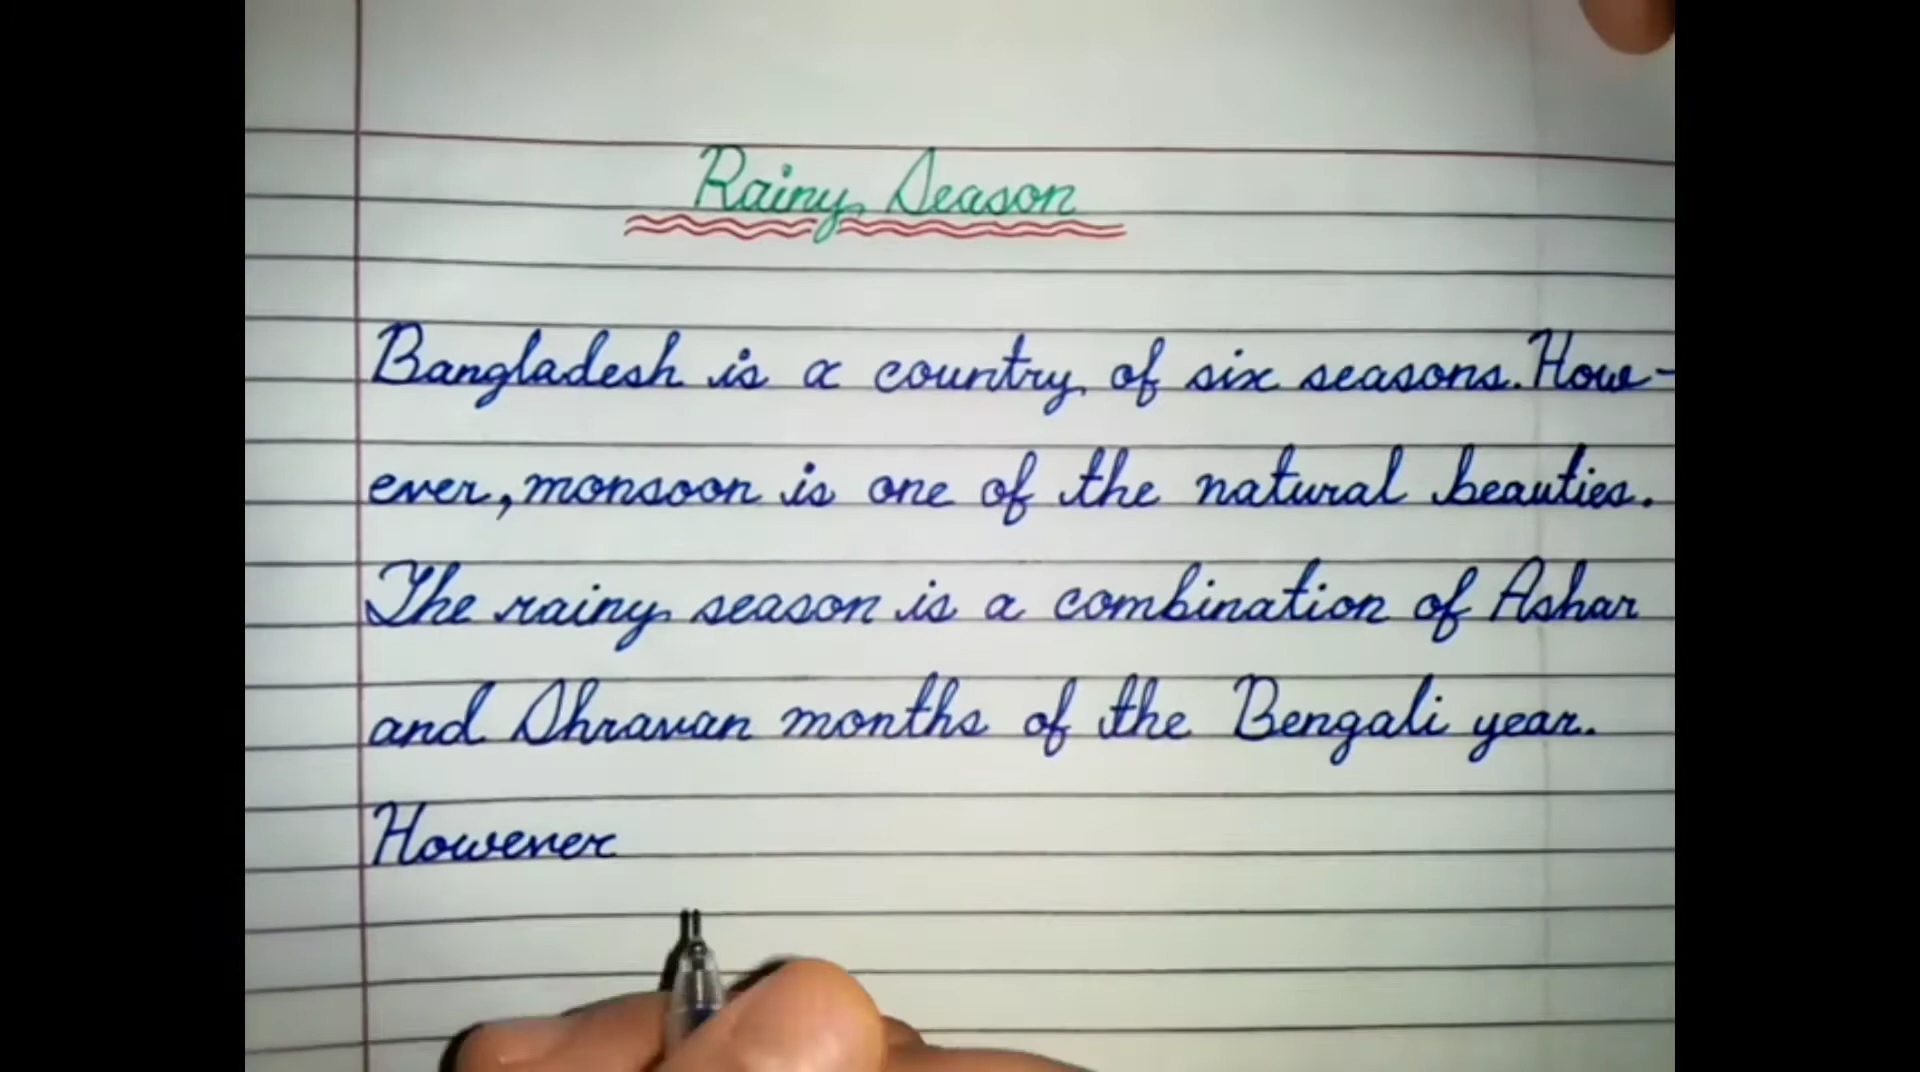 Rainy Season
Bangladesh is a country of six seasons. How-
ever, monsoon is one of the natural beauties.
The rainy season is a combination of Ashar
and Shravan months of the Bengali year.
However